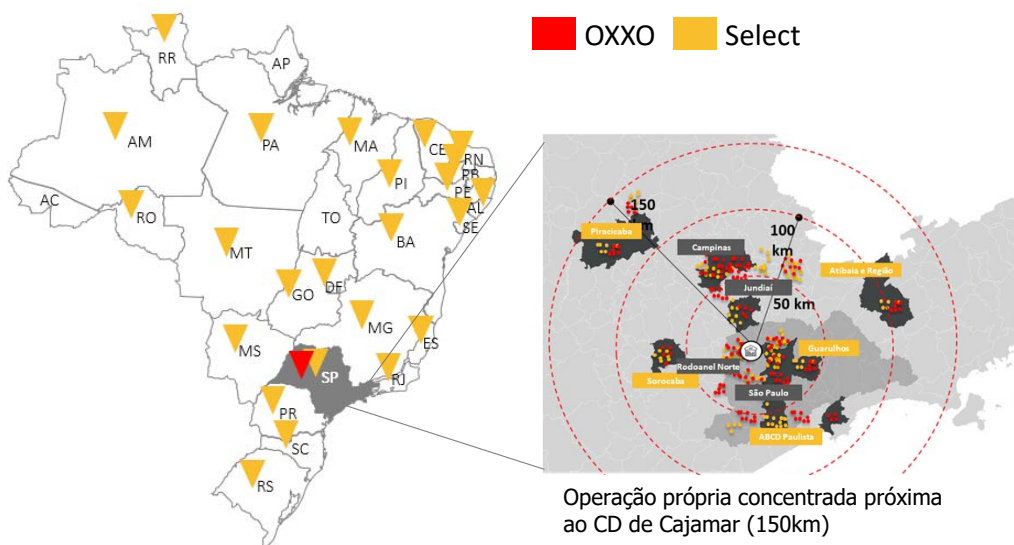 OXXO
Select
RR
AP
AM
PA
MA
CE
RN
PB
PE
PI
AL
SE
AC
RO
TO
BA
MT
GO
DF
MG
ES
MS
SP
RJ
PR
SC
RS
150
km
100
km
Piracicaba
Campinas
Atibaia e Região
Jundiaí
50 km
Guarulhos
Rodoanel Norte
Sorocaba
São Paulo
ABCD Paulista
Operação própria concentrada próxima
ao CD de Cajamar (150km)